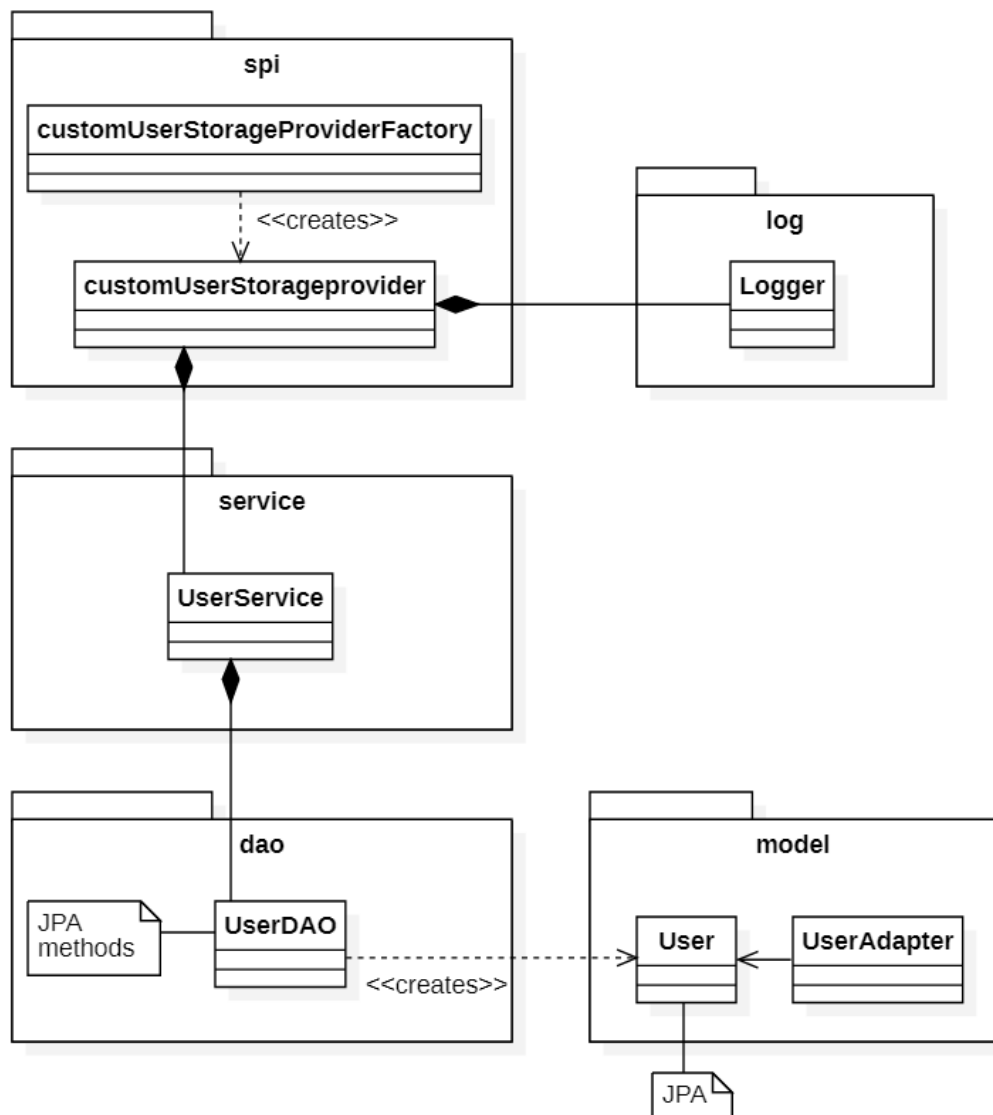 spi
customUserStorageProviderFactory
<<creates>>
customUserStorageprovider
log
Logger
service
UserService
dao
JPA
methods
UserDAO
<<creates>>
model
User
UserAdapter
JPA